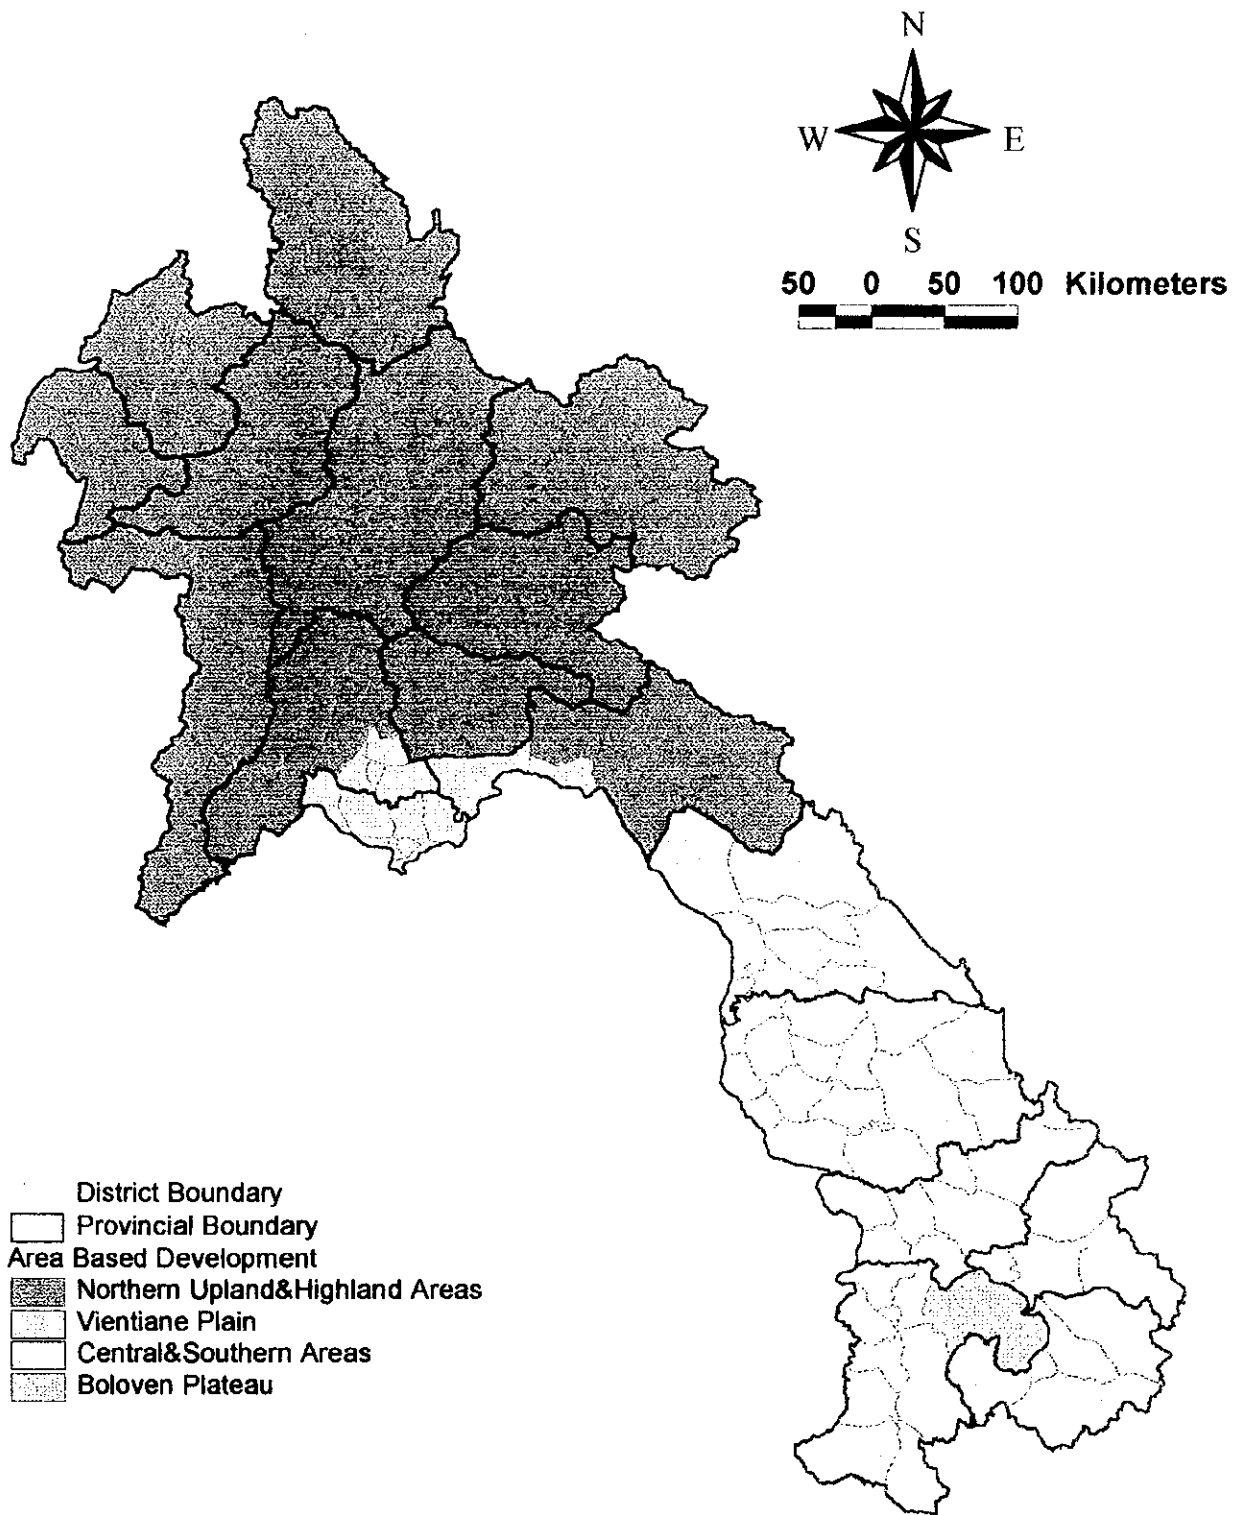 N
W E
S
50 0 50 100 Kilometers
District Boundary
Provincial Boundary
Area Based Development
Northern Upland&Highland Areas
Vientiane Plain
Central&Southern Areas
Boloven Plateau